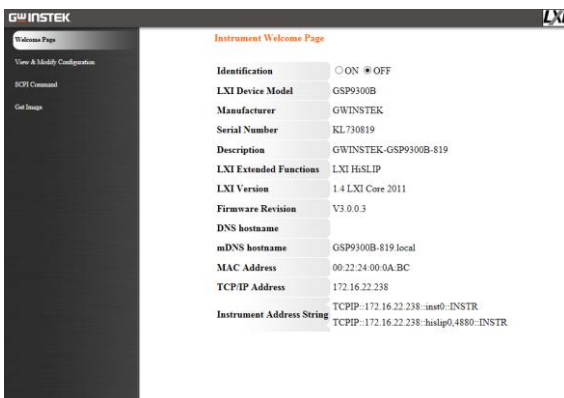 GWINSTEK
LXI
Welcome Page
View & Modify Configuration
SCPI Command
Get Image
Instrument Welcome Page
Identification ON OFF
LXI Device Model GSP9300B
Manufacturer GWINSTEK
Serial Number KL730819
Description GWINSTEK-GSP9300B-819
LXI Extended Functions LXI HiSLIP
LXI Version 1.4 LXI Core 2011
Firmware Revision V3.0.0.3
DNS hostname
mDNS hostname GSP9300B-819.local
MAC Address 00:22:24:00:0A:BC
TCP/IP Address 172.16.22.238
Instrument Address String TCPIP::172.16.22.238::inst0::INSTR
TCPIP::172.16.22.238::hislip0,4880::INSTR